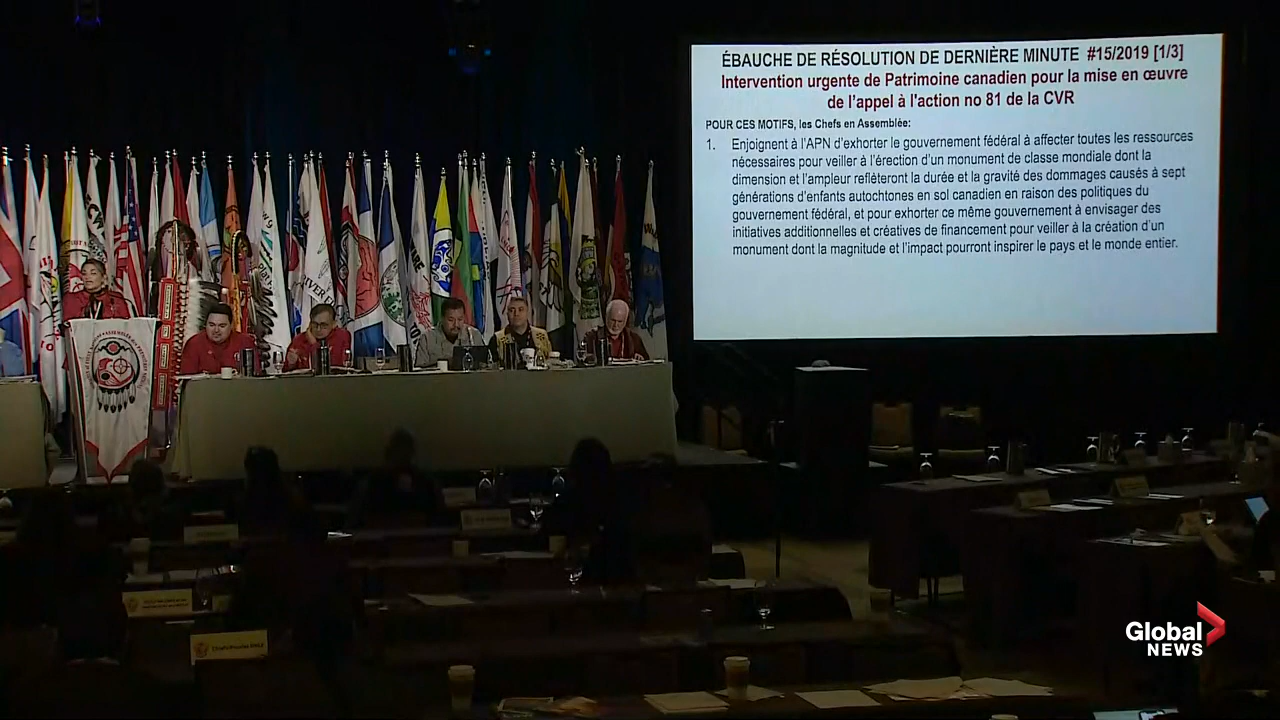 ÉBAUCHE DE RÉSOLUTION DE DERNIÈRE MINUTE #15/2019 [1/3]
Intervention urgente de Patrimoine canadien pour la mise en œuvre
de l'appel à l'action no 81 de la CVR
POUR CES MOTIFS, les Chefs en Assemblée:
1. Enjoignent à l'APN d'exhorter le gouvernement fédéral à affecter toutes les ressources
nécessaires pour veiller à l'érection d'un monument de classe mondiale dont la
dimension et l'ampleur reflèteront la durée et la gravité des dommages causés à sept
générations d'enfants autochtones en sol canadien en raison des politiques du
gouvernement fédéral, et pour exhorter ce même gouvernement à envisager des
initiatives additionnelles et créatives de financement pour veiller à la création d'un
monument dont la magnitude et l'impact pourront inspirer le pays et le monde entier.
Global
NEWS